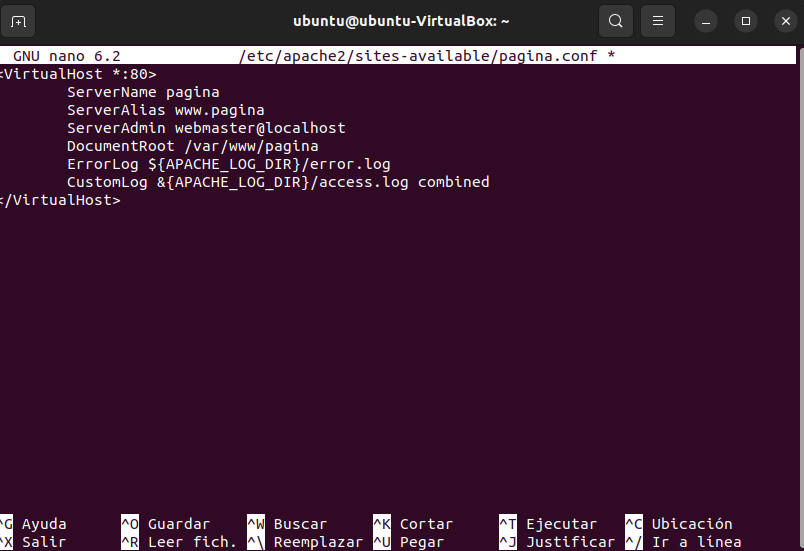 ubuntu@ubuntu-VirtualBox: ~
GNU nano 6.2 /etc/apache2/sites-available/pagina.conf *
<VirtualHost *:80>
ServerName pagina
ServerAlias www.pagina
ServerAdmin webmaster@localhost
DocumentRoot /var/www/pagina
ErrorLog ${APACHE_LOG_DIR}/error.log
CustomLog &{APACHE_LOG_DIR}/access.log combined
</VirtualHost>
^G Ayuda ^O Guardar ^W Buscar ^K Cortar ^T Ejecutar ^C Ubicación
^X Salir ^R Leer fich. ^\ Reemplazar ^U Pegar ^J Justificar ^/ Ir a línea